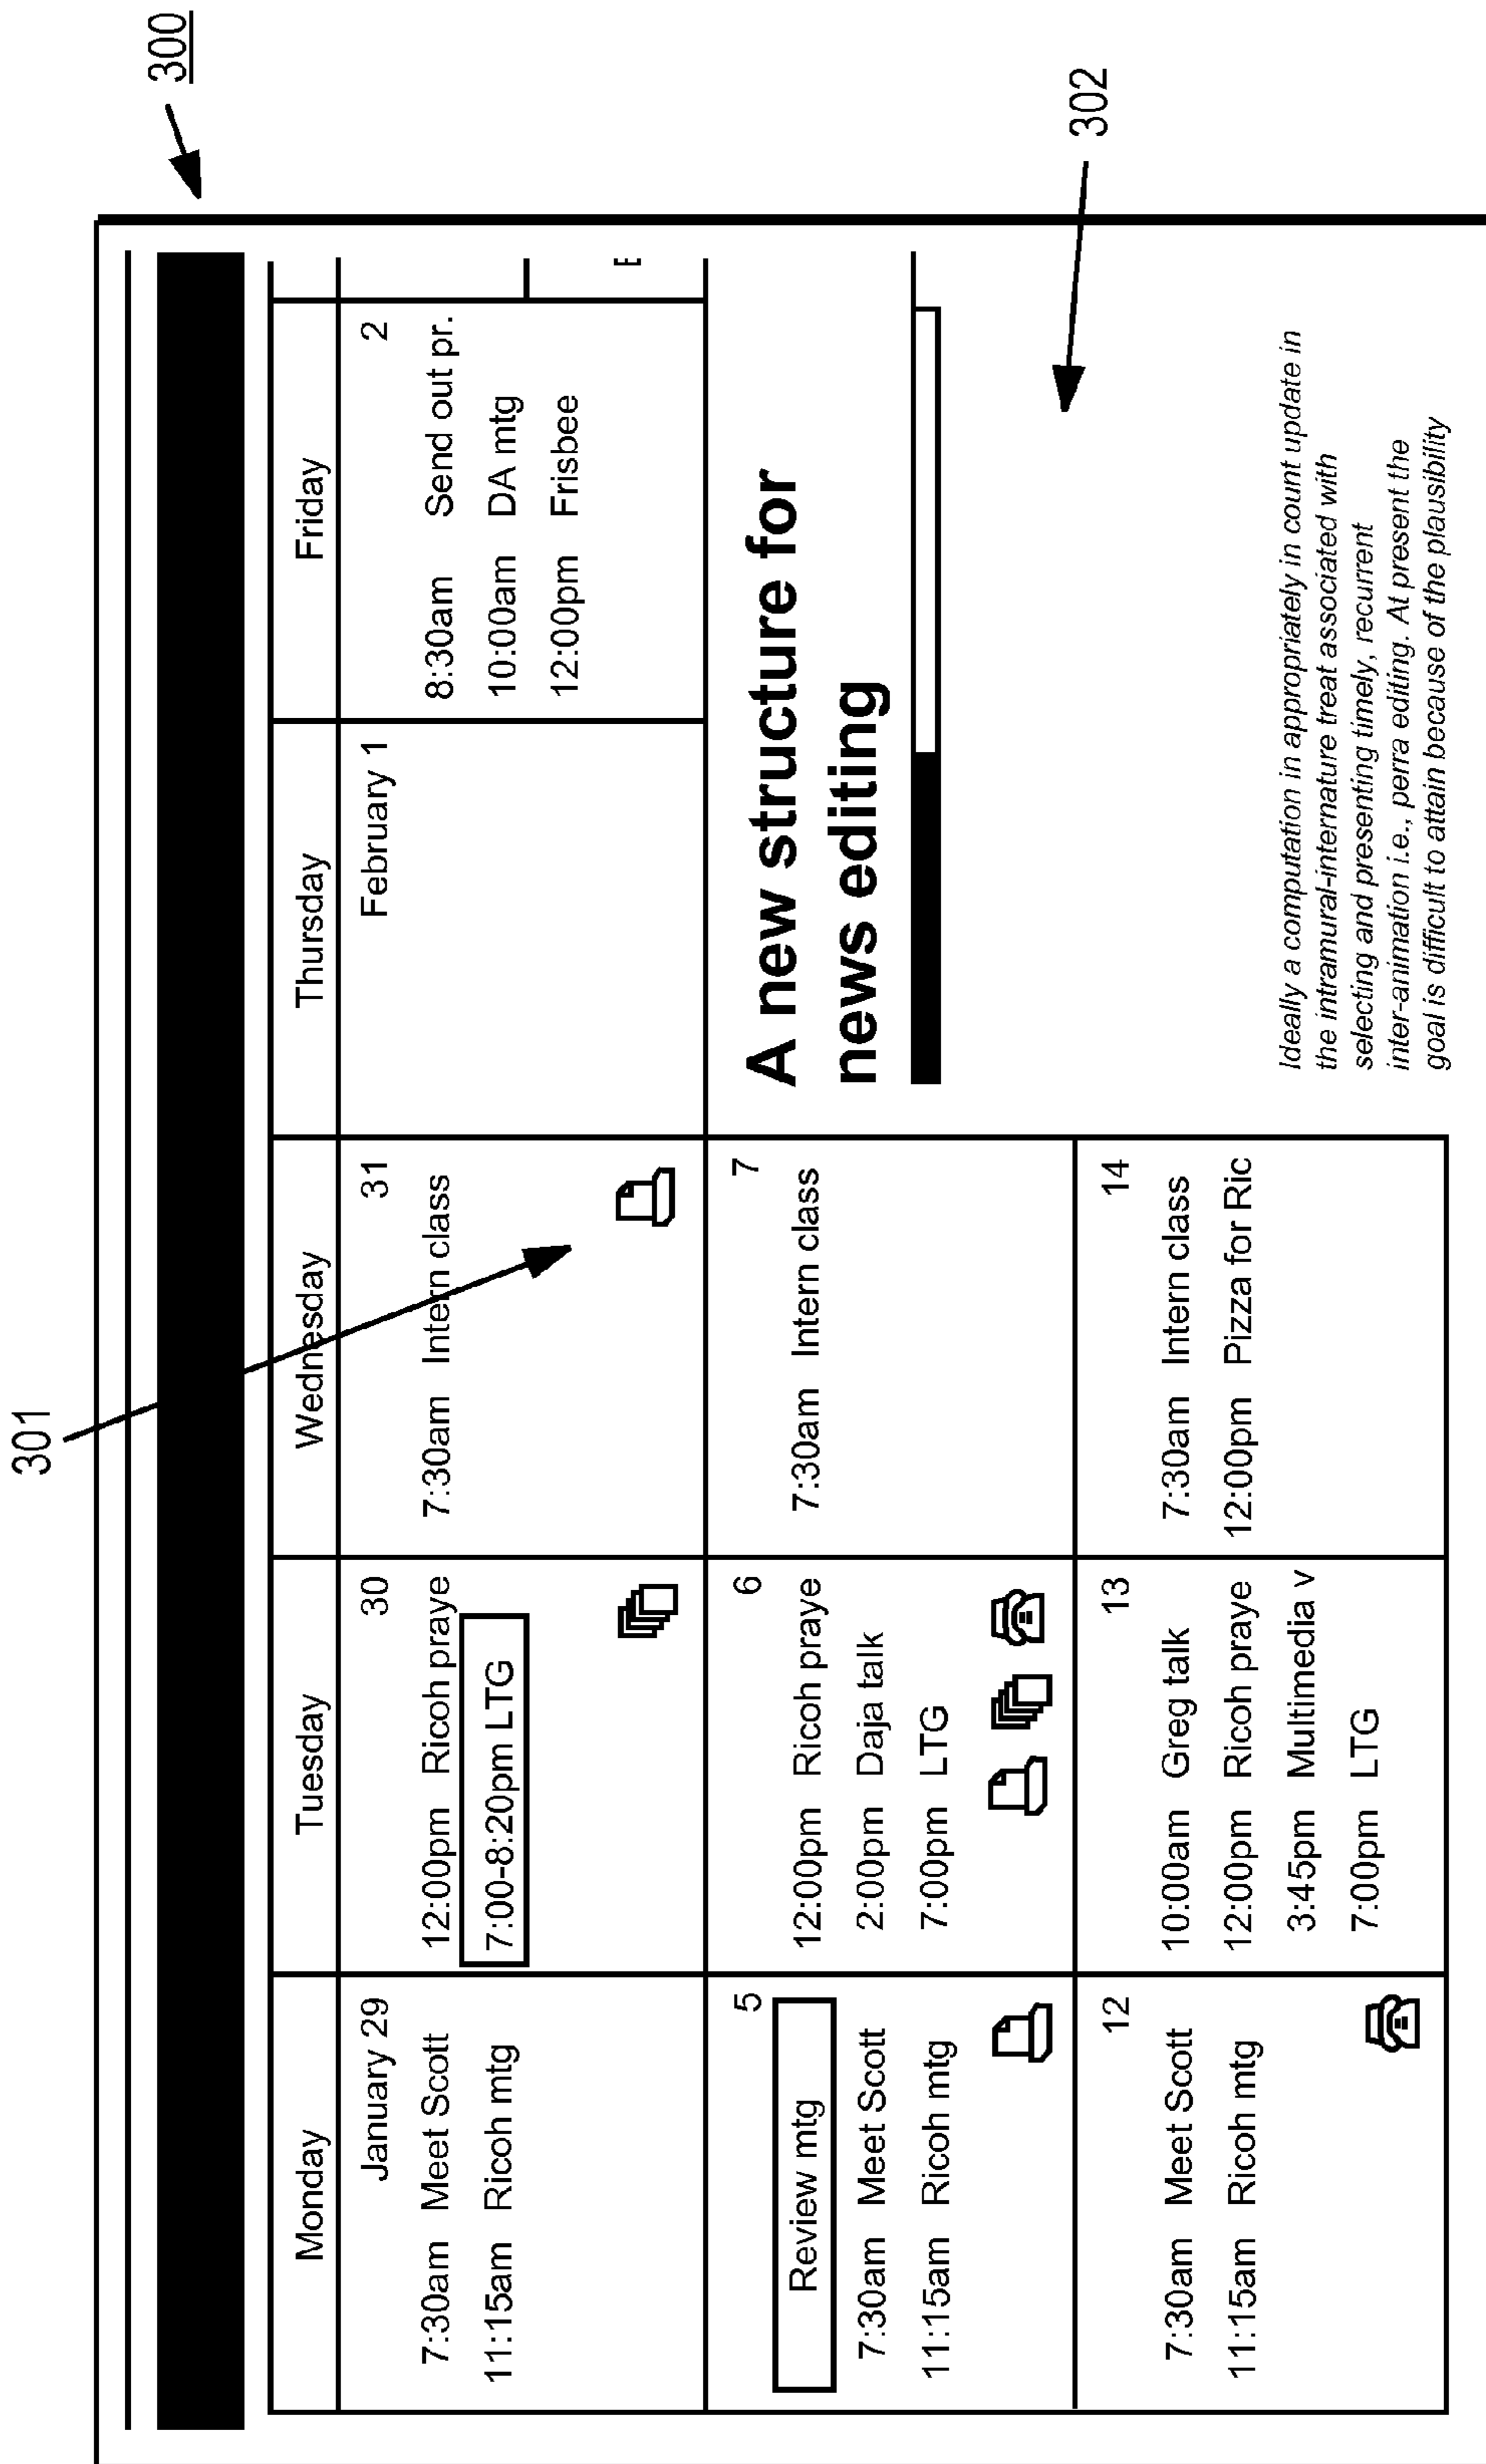 300
301
Monday Tuesday Wednesday Thursday Friday
January 29
7:30am Meet Scott
11:15am Ricoh mtg
30
12:00pm Ricoh praye
7:00-8:20pm LTG
31
7:30am Intern class
February 1
2
8:30am Send out pr.
10:00am DA mtg
12:00pm Frisbee
5
Review mtg
7:30am Meet Scott
11:15am Ricoh mtg
6
12:00pm Ricoh praye
2:00pm Daja talk
7:00pm LTG
7
7:30am Intern class
A new structure for
news editing
302
12
7:30am Meet Scott
11:15am Ricoh mtg
13
10:00am Greg talk
12:00pm Ricoh praye
3:45pm Multimedia v
7:00pm LTG
14
7:30am Intern class
12:00pm Pizza for Ric
Ideally a computation in appropriately in count update in
the intramural-internature treat associated with
selecting and presenting timely, recurrent
inter-animation i.e., perra editing. At present the
goal is difficult to attain because of the plausibility